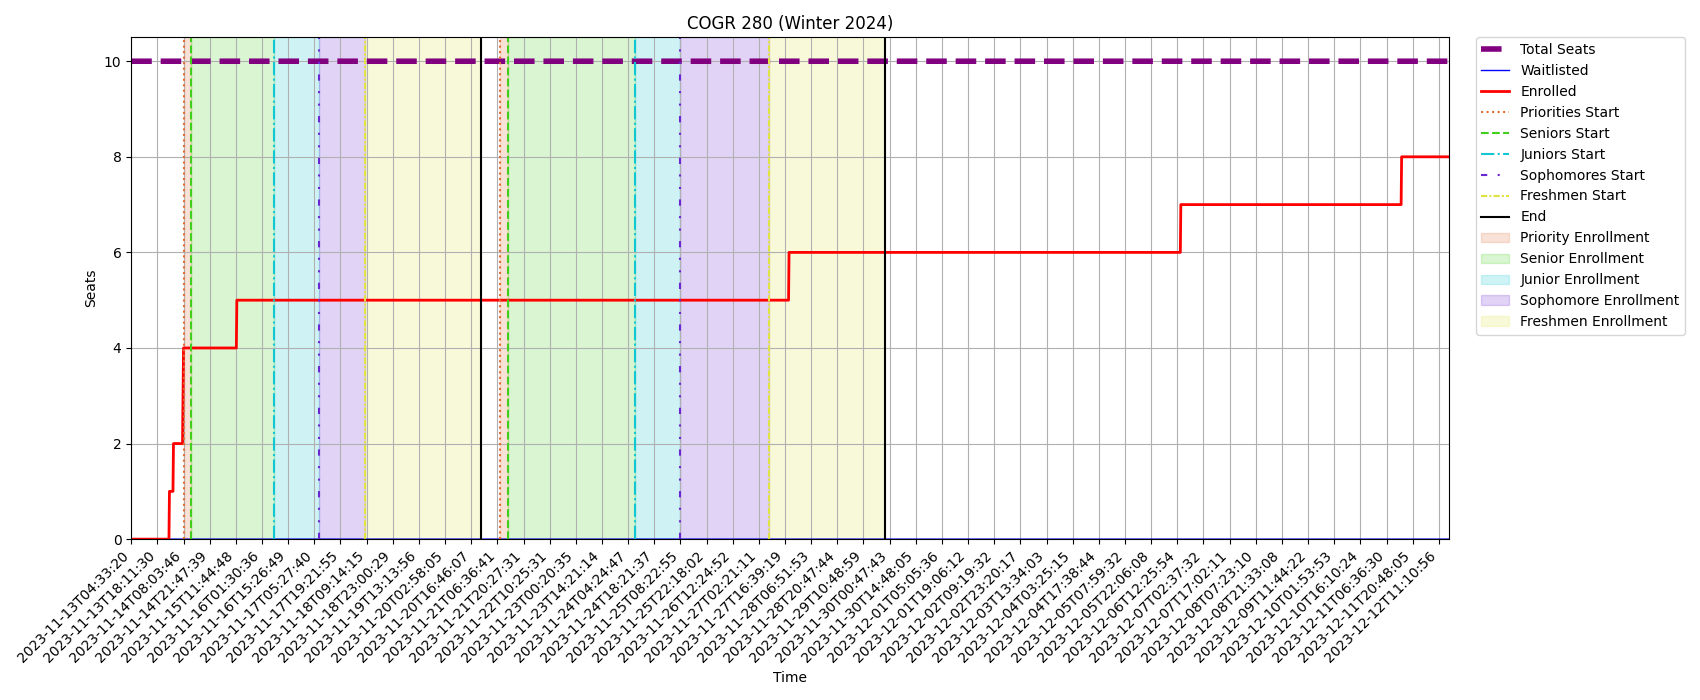 COGR 280 (Winter 2024)
Seats
10
8
6
4
2
0
2023-11-13T04:33:20
2023-11-13T18:11:30
2023-11-14T08:03:46
2023-11-14T21:47:39
2023-11-15T11:44:48
2023-11-16T01:30:36
2023-11-16T15:26:49
2023-11-17T05:27:40
2023-11-17T19:21:55
2023-11-18T09:14:15
2023-11-18T23:00:29
2023-11-19T13:13:56
2023-11-20T02:58:05
2023-11-20T16:46:07
2023-11-21T06:36:41
2023-11-21T20:27:31
2023-11-22T10:25:31
2023-11-23T00:20:35
2023-11-23T14:21:14
2023-11-24T04:24:47
2023-11-24T18:21:37
2023-11-25T08:22:55
2023-11-25T22:18:02
2023-11-26T12:24:52
2023-11-27T02:21:11
2023-11-27T16:39:19
2023-11-28T06:51:53
2023-11-28T20:47:44
2023-11-29T10:48:59
2023-11-30T00:47:43
2023-11-30T14:48:05
2023-12-01T05:05:36
2023-12-01T19:06:12
2023-12-02T09:19:32
2023-12-02T23:20:17
2023-12-03T13:34:03
2023-12-04T03:25:15
2023-12-04T17:38:44
2023-12-05T07:59:32
2023-12-05T22:06:08
2023-12-06T12:25:54
2023-12-07T02:37:32
2023-12-07T17:02:11
2023-12-08T07:23:10
2023-12-08T21:33:08
2023-12-09T11:44:22
2023-12-10T01:53:53
2023-12-10T16:10:24
2023-12-11T06:36:30
2023-12-11T20:48:05
2023-12-12T11:10:56
Time
Total Seats
Waitlisted
Enrolled
Priorities Start
Seniors Start
Juniors Start
Sophomores Start
Freshmen Start
End
Priority Enrollment
Senior Enrollment
Junior Enrollment
Sophomore Enrollment
Freshmen Enrollment